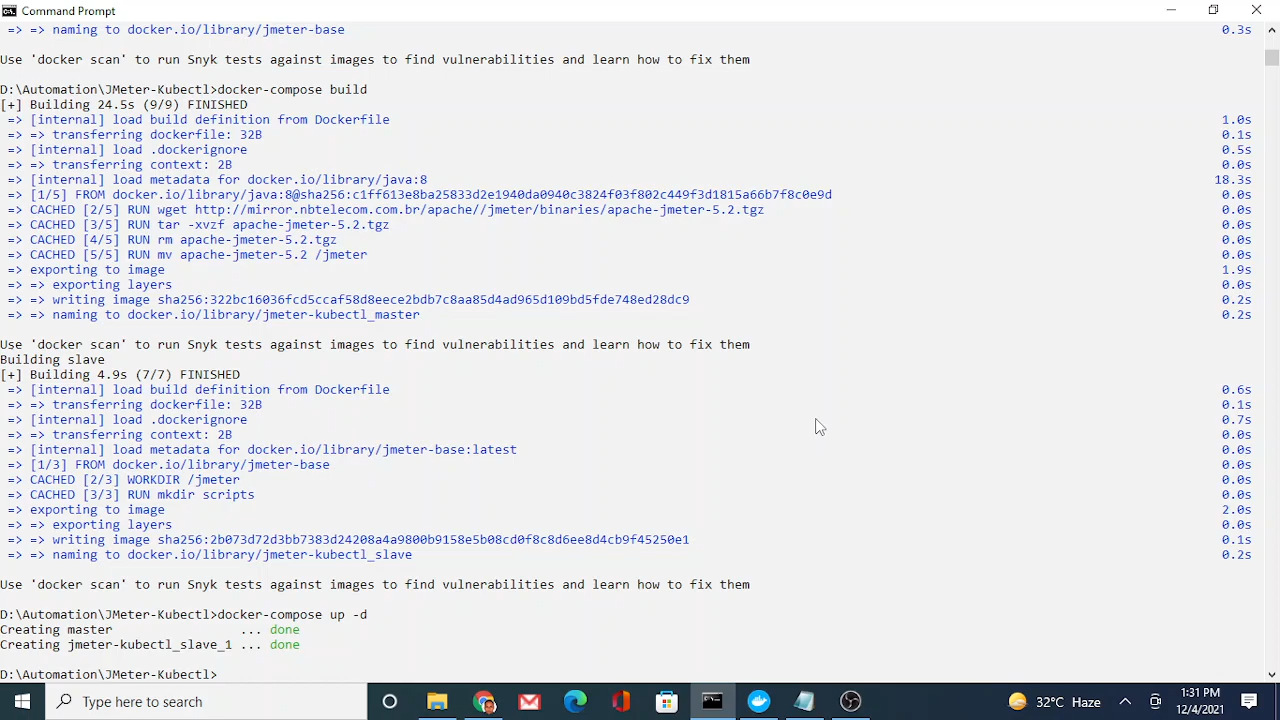 Command Prompt
=> => naming to docker.io/library/jmeter-base 0.3s
Use 'docker scan' to run Snyk tests against images to find vulnerabilities and learn how to fix them
D:\Automation\JMeter-Kubectl>docker-compose build
[+] Building 24.5s (9/9) FINISHED
=> [internal] load build definition from Dockerfile 1.0s
=> => transferring dockerfile: 32B 0.1s
=> [internal] load .dockerignore 0.5s
=> => transferring context: 2B 0.0s
=> [internal] load metadata for docker.io/library/java:8 18.3s
=> [1/5] FROM docker.io/library/java:8@sha256:c1ff613e8ba25833d2e1940da0940c3824f03f802c449f3d1815a66b7f8c0e9d 0.0s
=> CACHED [2/5] RUN wget http://mirror.nbtelecom.com.br/apache//jmeter/binaries/apache-jmeter-5.2.tgz 0.0s
=> CACHED [3/5] RUN tar -xvzf apache-jmeter-5.2.tgz 0.0s
=> CACHED [4/5] RUN rm apache-jmeter-5.2.tgz 0.0s
=> CACHED [5/5] RUN mv apache-jmeter-5.2 /jmeter 0.0s
=> exporting to image 1.9s
=> => exporting layers 0.0s
=> => writing image sha256:322bc16036fcd5ccaf58d8eece2bdb7c8aa85d4ad965d109bd5fde748ed28dc9 0.2s
=> => naming to docker.io/library/jmeter-kubectl_master 0.2s
Use 'docker scan' to run Snyk tests against images to find vulnerabilities and learn how to fix them
Building slave
[+] Building 4.9s (7/7) FINISHED
=> [internal] load build definition from Dockerfile 0.6s
=> => transferring dockerfile: 32B 0.1s
=> [internal] load .dockerignore 0.7s
=> => transferring context: 2B 0.0s
=> [internal] load metadata for docker.io/library/jmeter-base:latest 0.0s
=> [1/3] FROM docker.io/library/jmeter-base 0.0s
=> CACHED [2/3] WORKDIR /jmeter 0.0s
=> CACHED [3/3] RUN mkdir scripts 0.0s
=> exporting to image 2.0s
=> => exporting layers 0.0s
=> => writing image sha256:2b073d72d3bb7383d24208a4a9800b9158e5b08cd0f8c8d6ee8d4cb9f45250e1 0.1s
=> => naming to docker.io/library/jmeter-kubectl_slave 0.2s
Use 'docker scan' to run Snyk tests against images to find vulnerabilities and learn how to fix them
D:\Automation\JMeter-Kubectl>docker-compose up -d
Creating master ... done
Creating jmeter-kubectl_slave_1 ... done
D:\Automation\JMeter-Kubectl>
Type here to search
32°C Haze
1:31 PM
12/4/2021